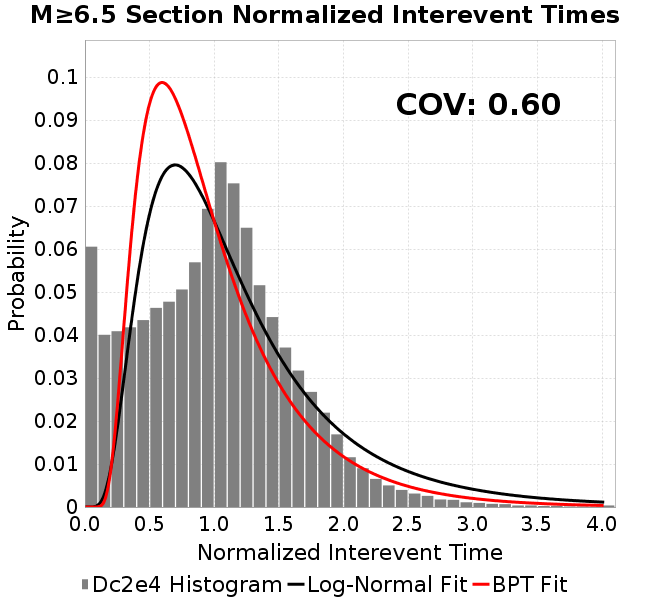 M≥6.5 Section Normalized Interevent Times
COV: 0.60
Probability
0.1
0.09
0.08
0.07
0.06
0.05
0.04
0.03
0.02
0.01
0
0.0 0.5 1.0 1.5 2.0 2.5 3.0 3.5 4.0
Normalized Interevent Time
Dc2e4 Histogram Log-Normal Fit BPT Fit